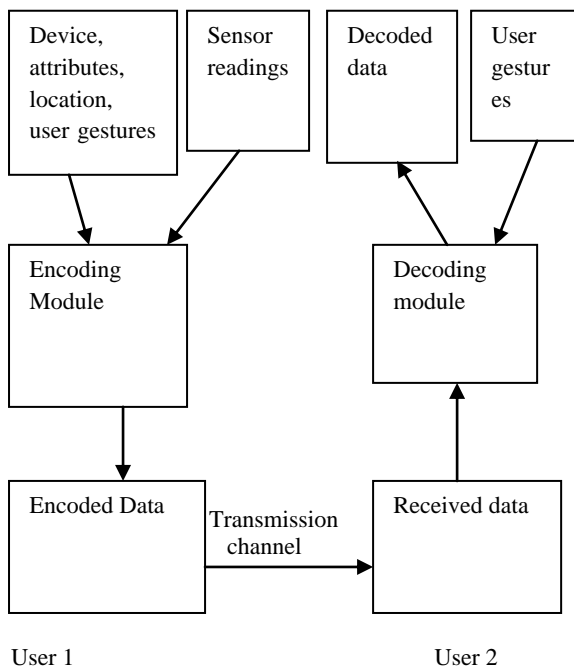 Device,
attributes,
location,
user gestures
Sensor
readings
Decoded
data
User
gestur
es
Encoding
Module
Decoding
module
Encoded Data
Transmission
channel
Received data
User 1
User 2